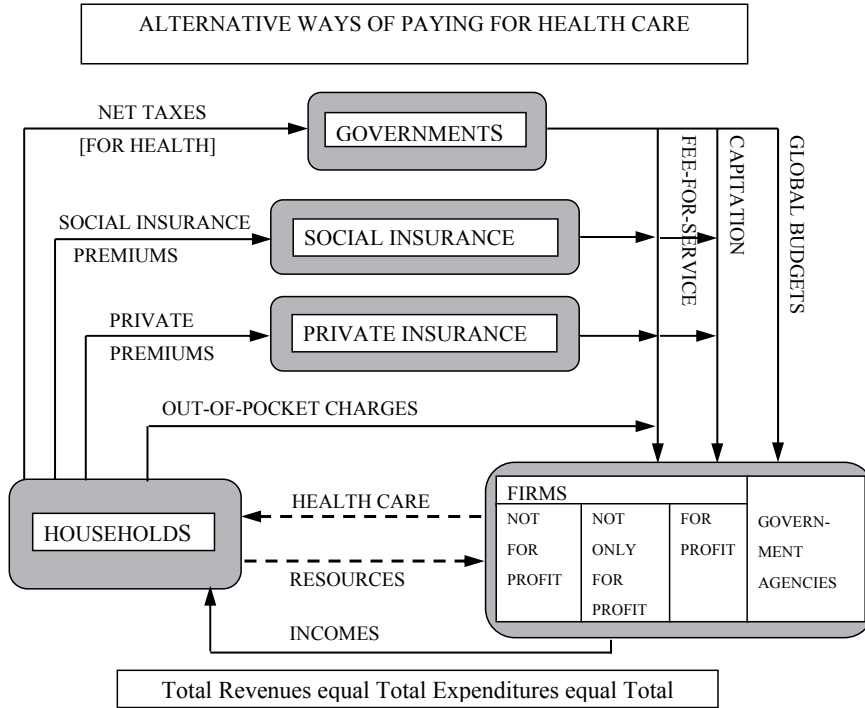 ALTERNATIVE WAYS OF PAYING FOR HEALTH CARE
NET TAXES
[FOR HEALTH]
GOVERNMENTS
FEE-FOR-SERVICE
CAPITATION
GLOBAL BUDGETS
SOCIAL INSURANCE
PREMIUMS
SOCIAL INSURANCE
PRIVATE
PREMIUMS
PRIVATE INSURANCE
OUT-OF-POCKET CHARGES
HOUSEHOLDS
HEALTH CARE
RESOURCES
INCOMES
FIRMS
NOT
FOR
PROFIT
NOT
ONLY
FOR
PROFIT
FOR
PROFIT
GOVERN-
MENT
AGENCIES
Total Revenues equal Total Expenditures equal Total